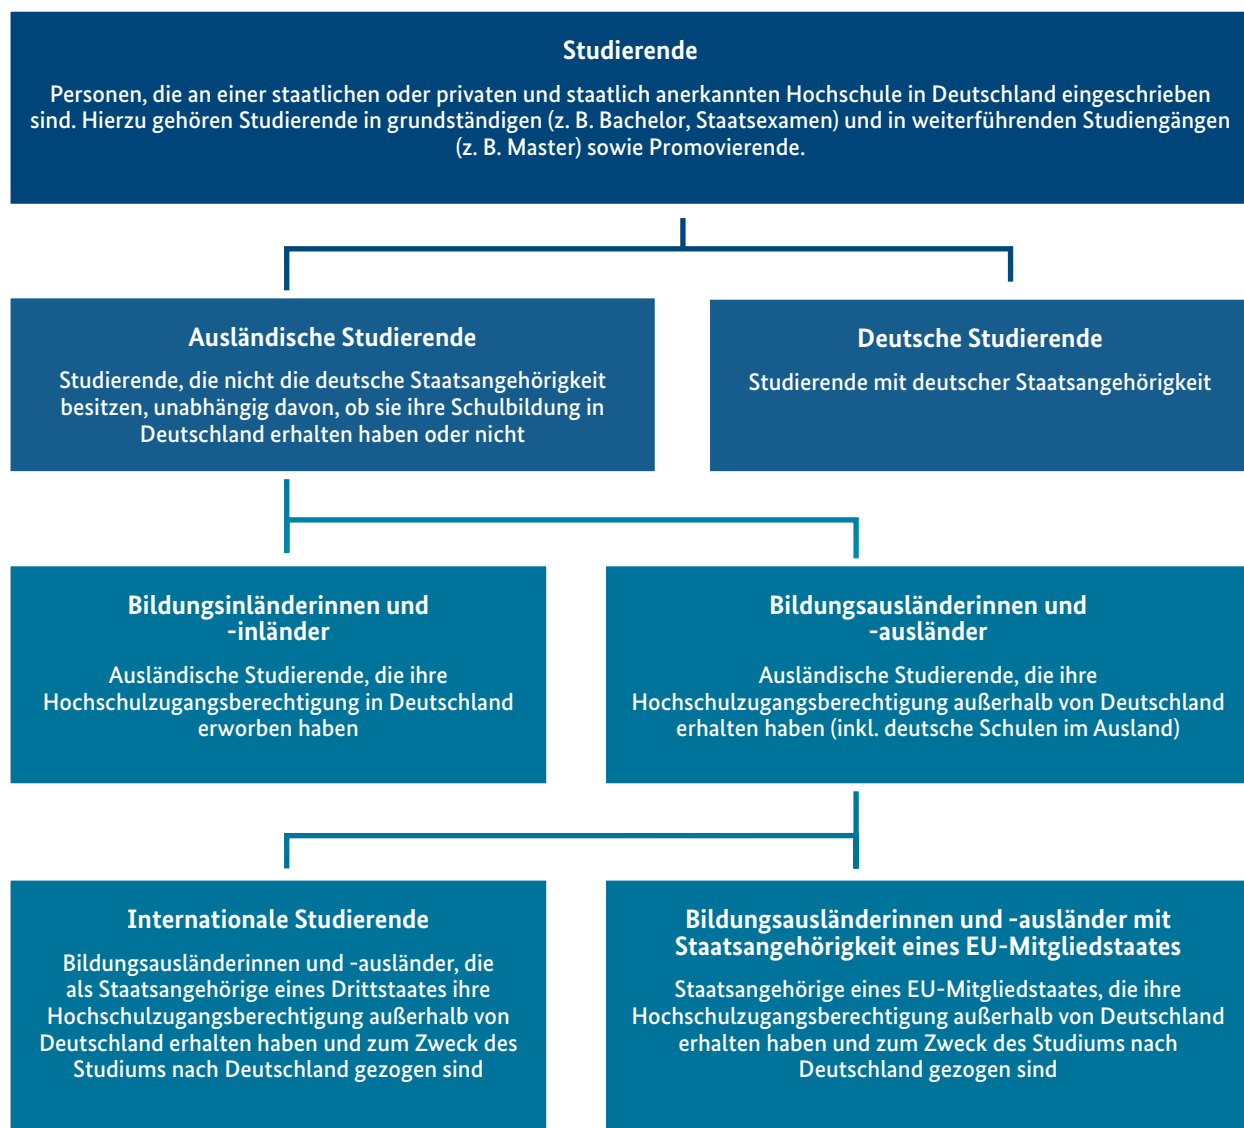 Studierende
Personen, die an einer staatlichen oder privaten und staatlich anerkannten Hochschule in Deutschland eingeschrieben
sind. Hierzu gehören Studierende in grundständigen (z. B. Bachelor, Staatsexamen) und in weiterführenden Studiengängen
(z. B. Master) sowie Promovierende.
Ausländische Studierende
Studierende, die nicht die deutsche Staatsangehörigkeit
besitzen, unabhängig davon, ob sie ihre Schulbildung in
Deutschland erhalten haben oder nicht
Deutsche Studierende
Studierende mit deutscher Staatsangehörigkeit
Bildungsinländerinnen und
-inländer
Ausländische Studierende, die ihre
Hochschulzugangsberechtigung in Deutschland
erworben haben
Bildungsausländerinnen und
-ausländer
Ausländische Studierende, die ihre
Hochschulzugangsberechtigung außerhalb von Deutschland
erhalten haben (inkl. deutsche Schulen im Ausland)
Internationale Studierende
Bildungsausländerinnen und -ausländer, die
als Staatsangehörige eines Drittstaates ihre
Hochschulzugangsberechtigung außerhalb von
Deutschland erhalten haben und zum Zweck des
Studiums nach Deutschland gezogen sind
Bildungsausländerinnen und -ausländer mit
Staatsangehörigkeit eines EU-Mitgliedstaates
Staatsangehörige eines EU-Mitgliedstaates, die ihre
Hochschulzugangsberechtigung außerhalb von Deutschland
erhalten haben und zum Zweck des Studiums nach
Deutschland gezogen sind